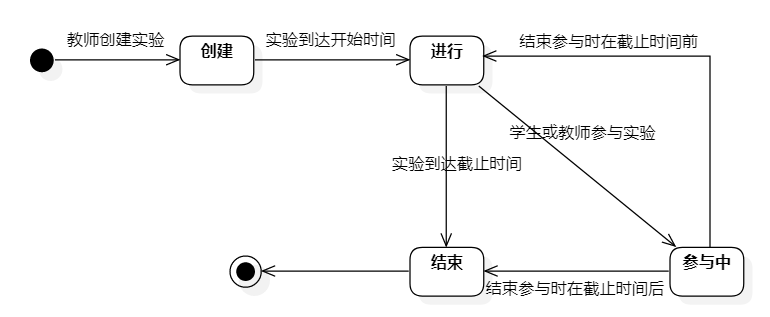 教师创建实验
创建
实验到达开始时间
进行
结束参与时在截止时间前
学生或教师参与实验
实验到达截止时间
结束
参与中
结束参与时在截止时间后